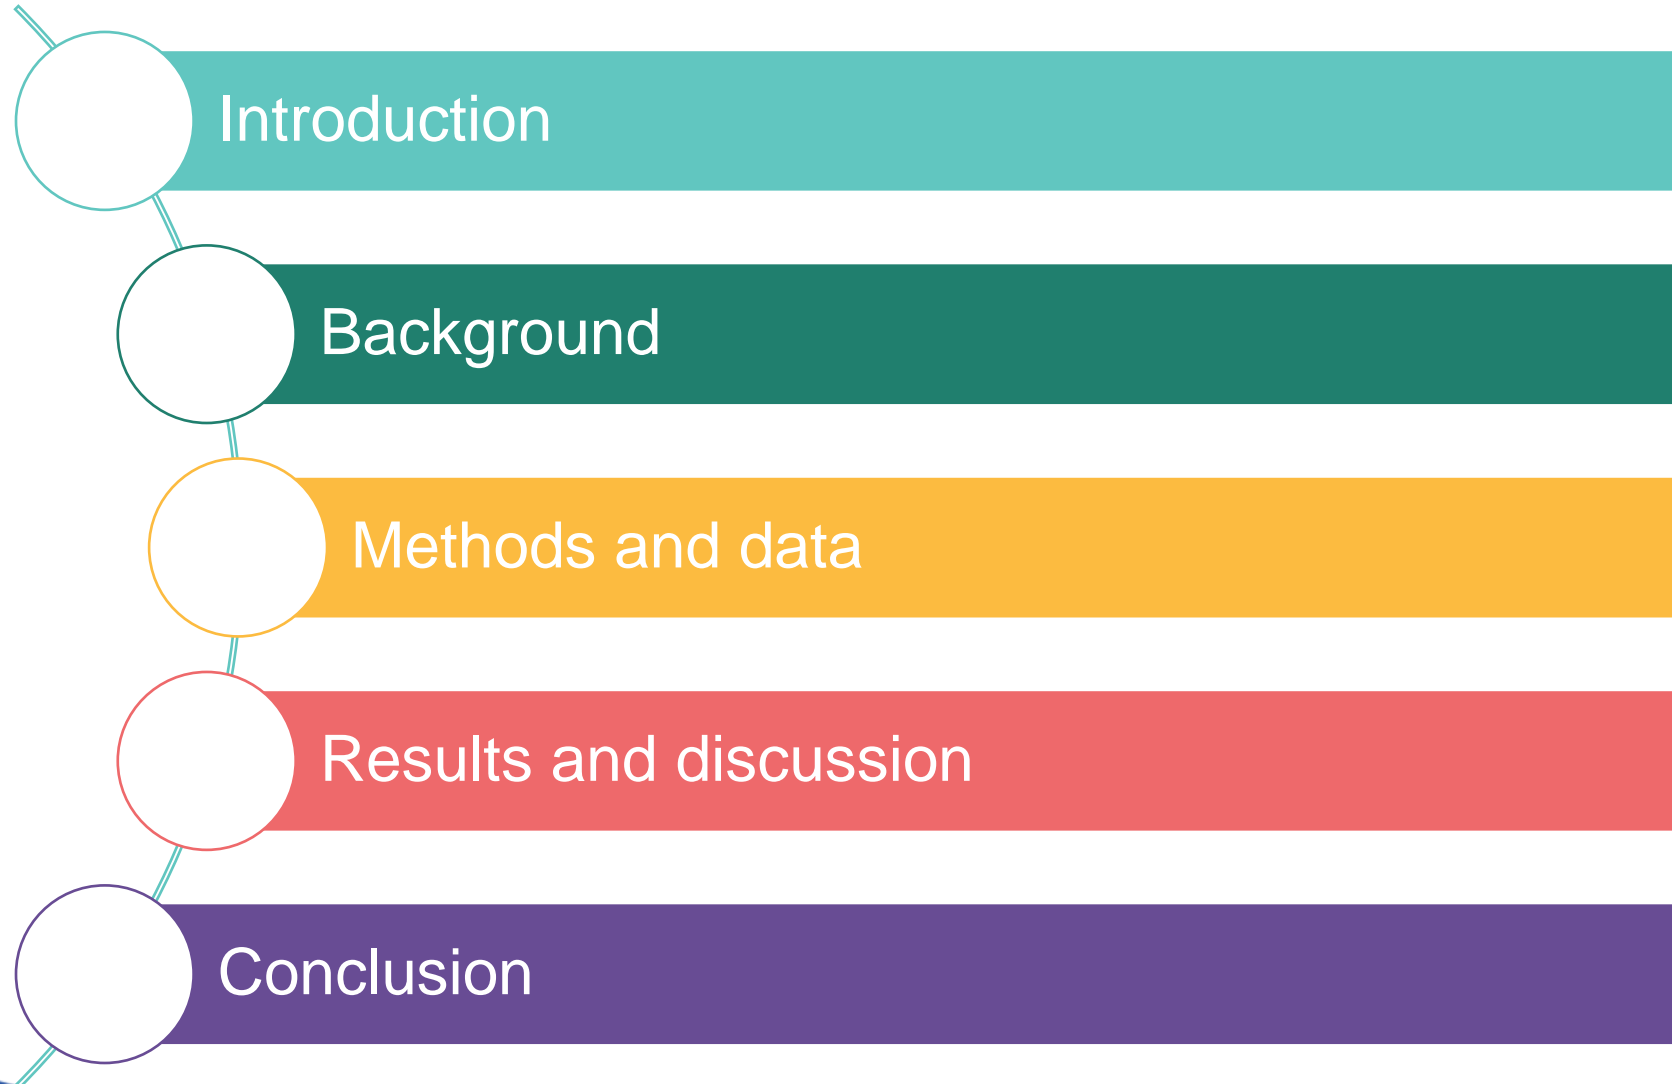 Introduction
Background
Methods and data
Results and discussion
Conclusion